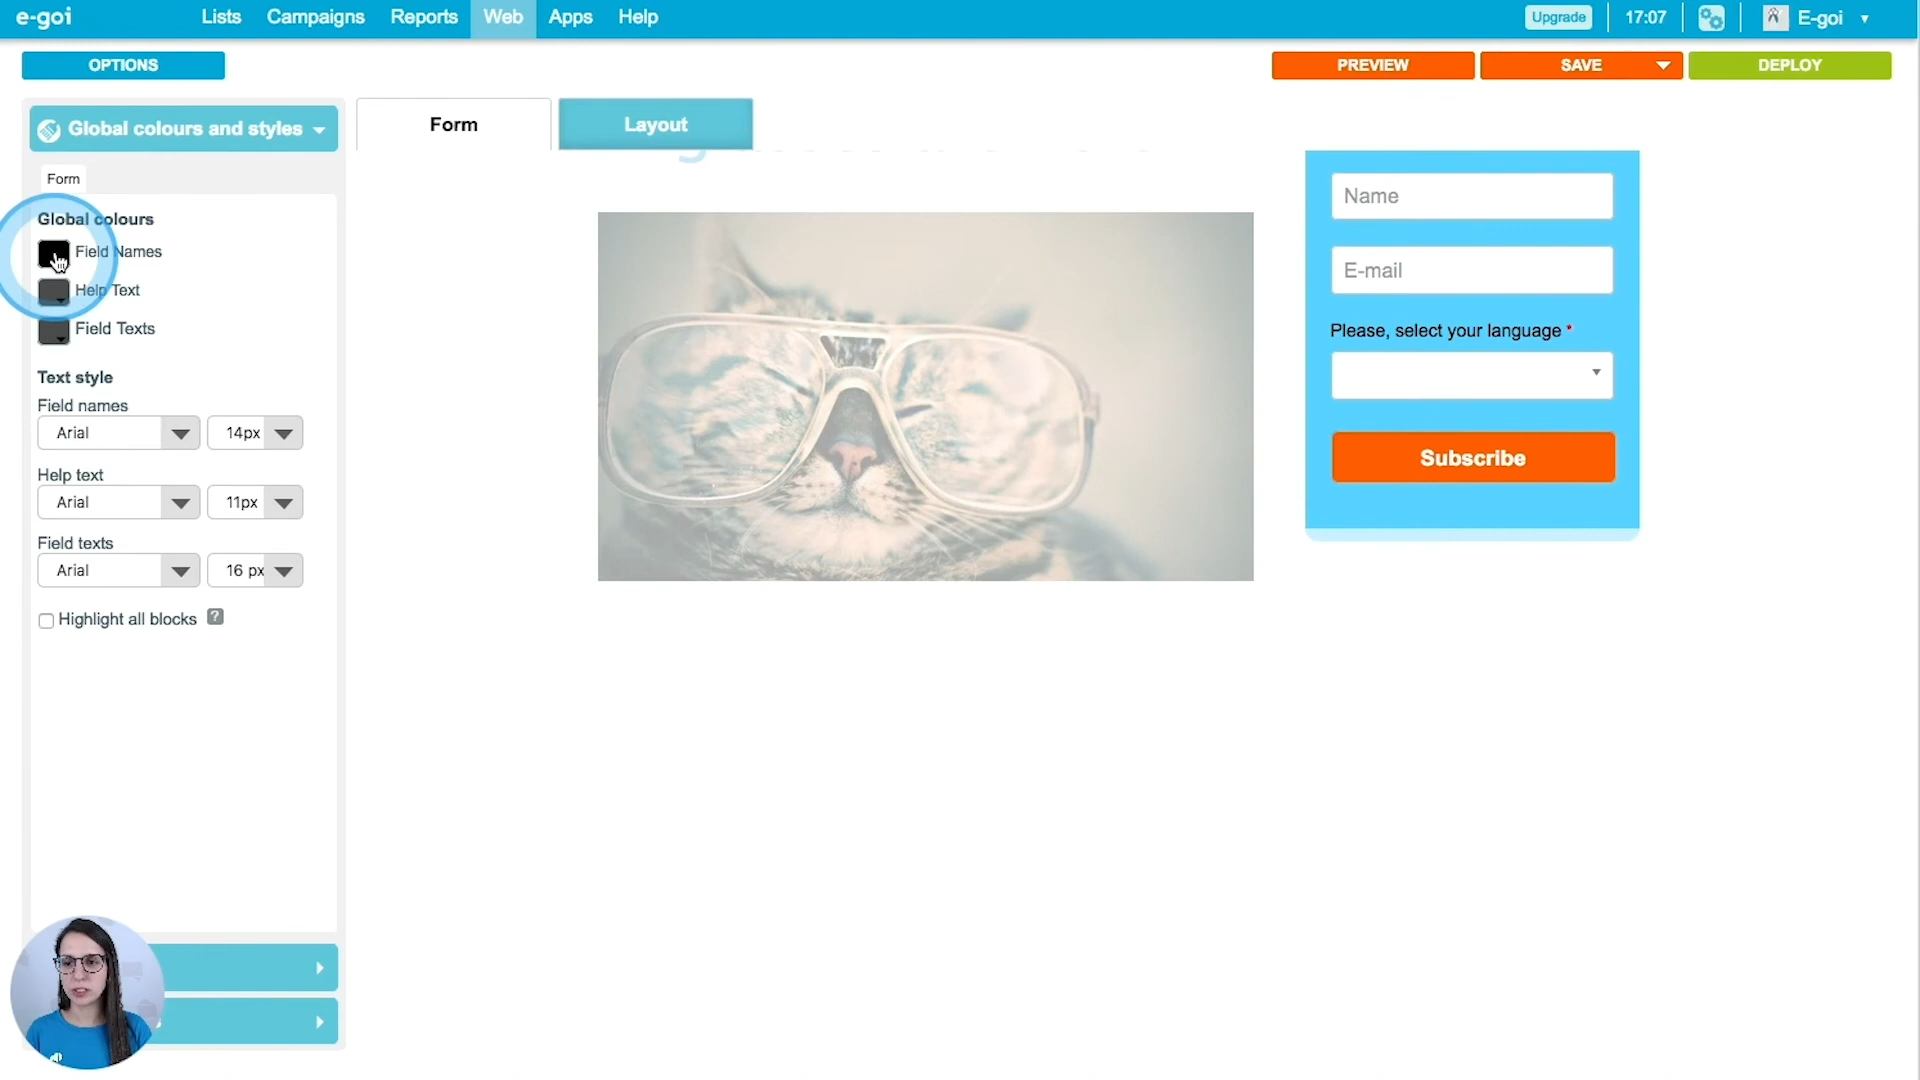 e-goi
Lists Campaigns Reports Web Apps Help
Upgrade 17:07 E-goi
OPTIONS
PREVIEW SAVE DEPLOY
Global colours and styles
Form Layout
Form
Global colours
Field Names
Help Text
Field Texts
Text style
Field names
Arial 14px
Help text
Arial 11px
Field texts
Arial 16 px
Highlight all blocks ?
Name
E-mail
Please, select your language *
Subscribe